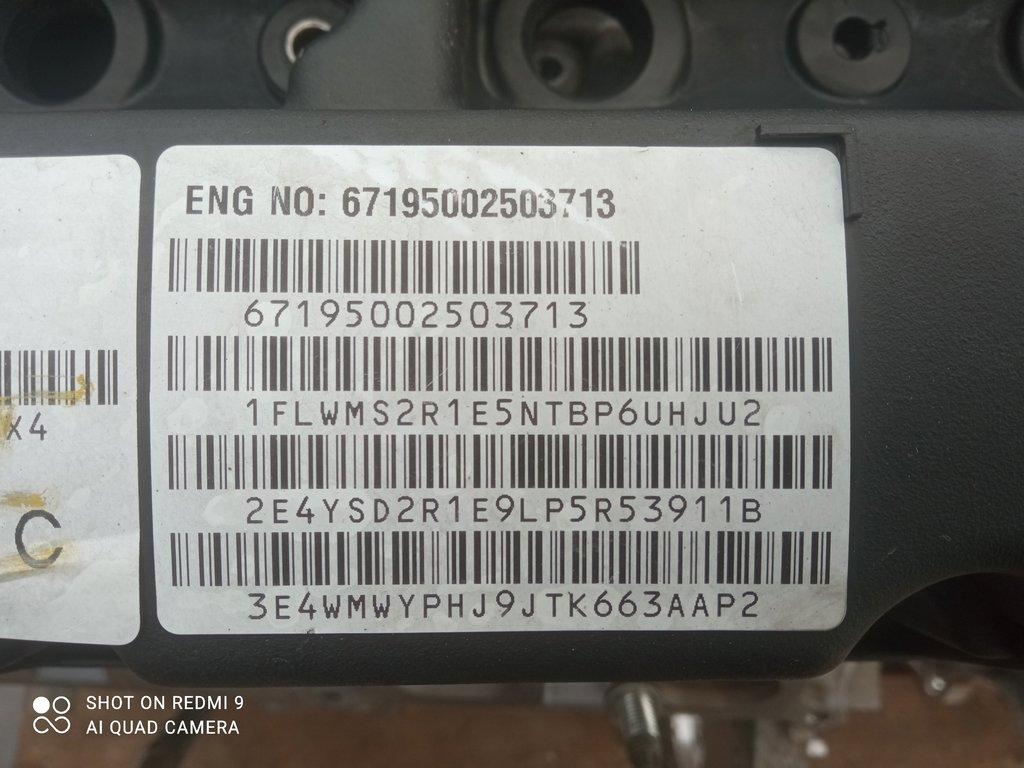 ENG NO: 67195002503713
67195002503713
1FLWMS2R1E5NTBP6UHJU2
2E4YSD2R1E9LP5R53911B
3E4WMWYPHJ9JTK663AAP2
X4
C
SHOT ON REDMI 9
AI QUAD CAMERA